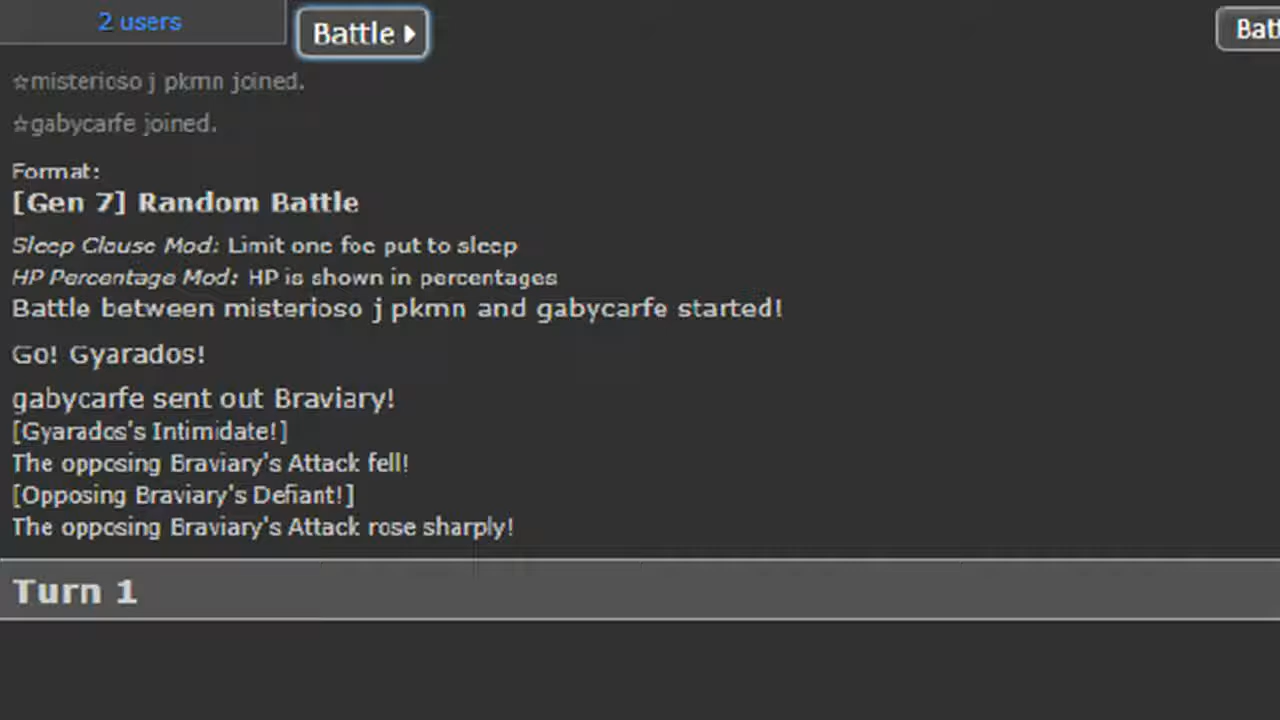 2 users
Battle
Bat
☆misterioso j pkmn joined.
☆gabycarfe joined.
Format:
[Gen 7] Random Battle
Sleep Clause Mod: Limit one foe put to sleep
HP Percentage Mod: HP is shown in percentages
Battle between misterioso j pkmn and gabycarfe started!
Go! Gyarados!
gabycarfe sent out Braviary!
[Gyarados's Intimidate!]
The opposing Braviary's Attack fell!
[Opposing Braviary's Defiant!]
The opposing Braviary's Attack rose sharply!
Turn 1